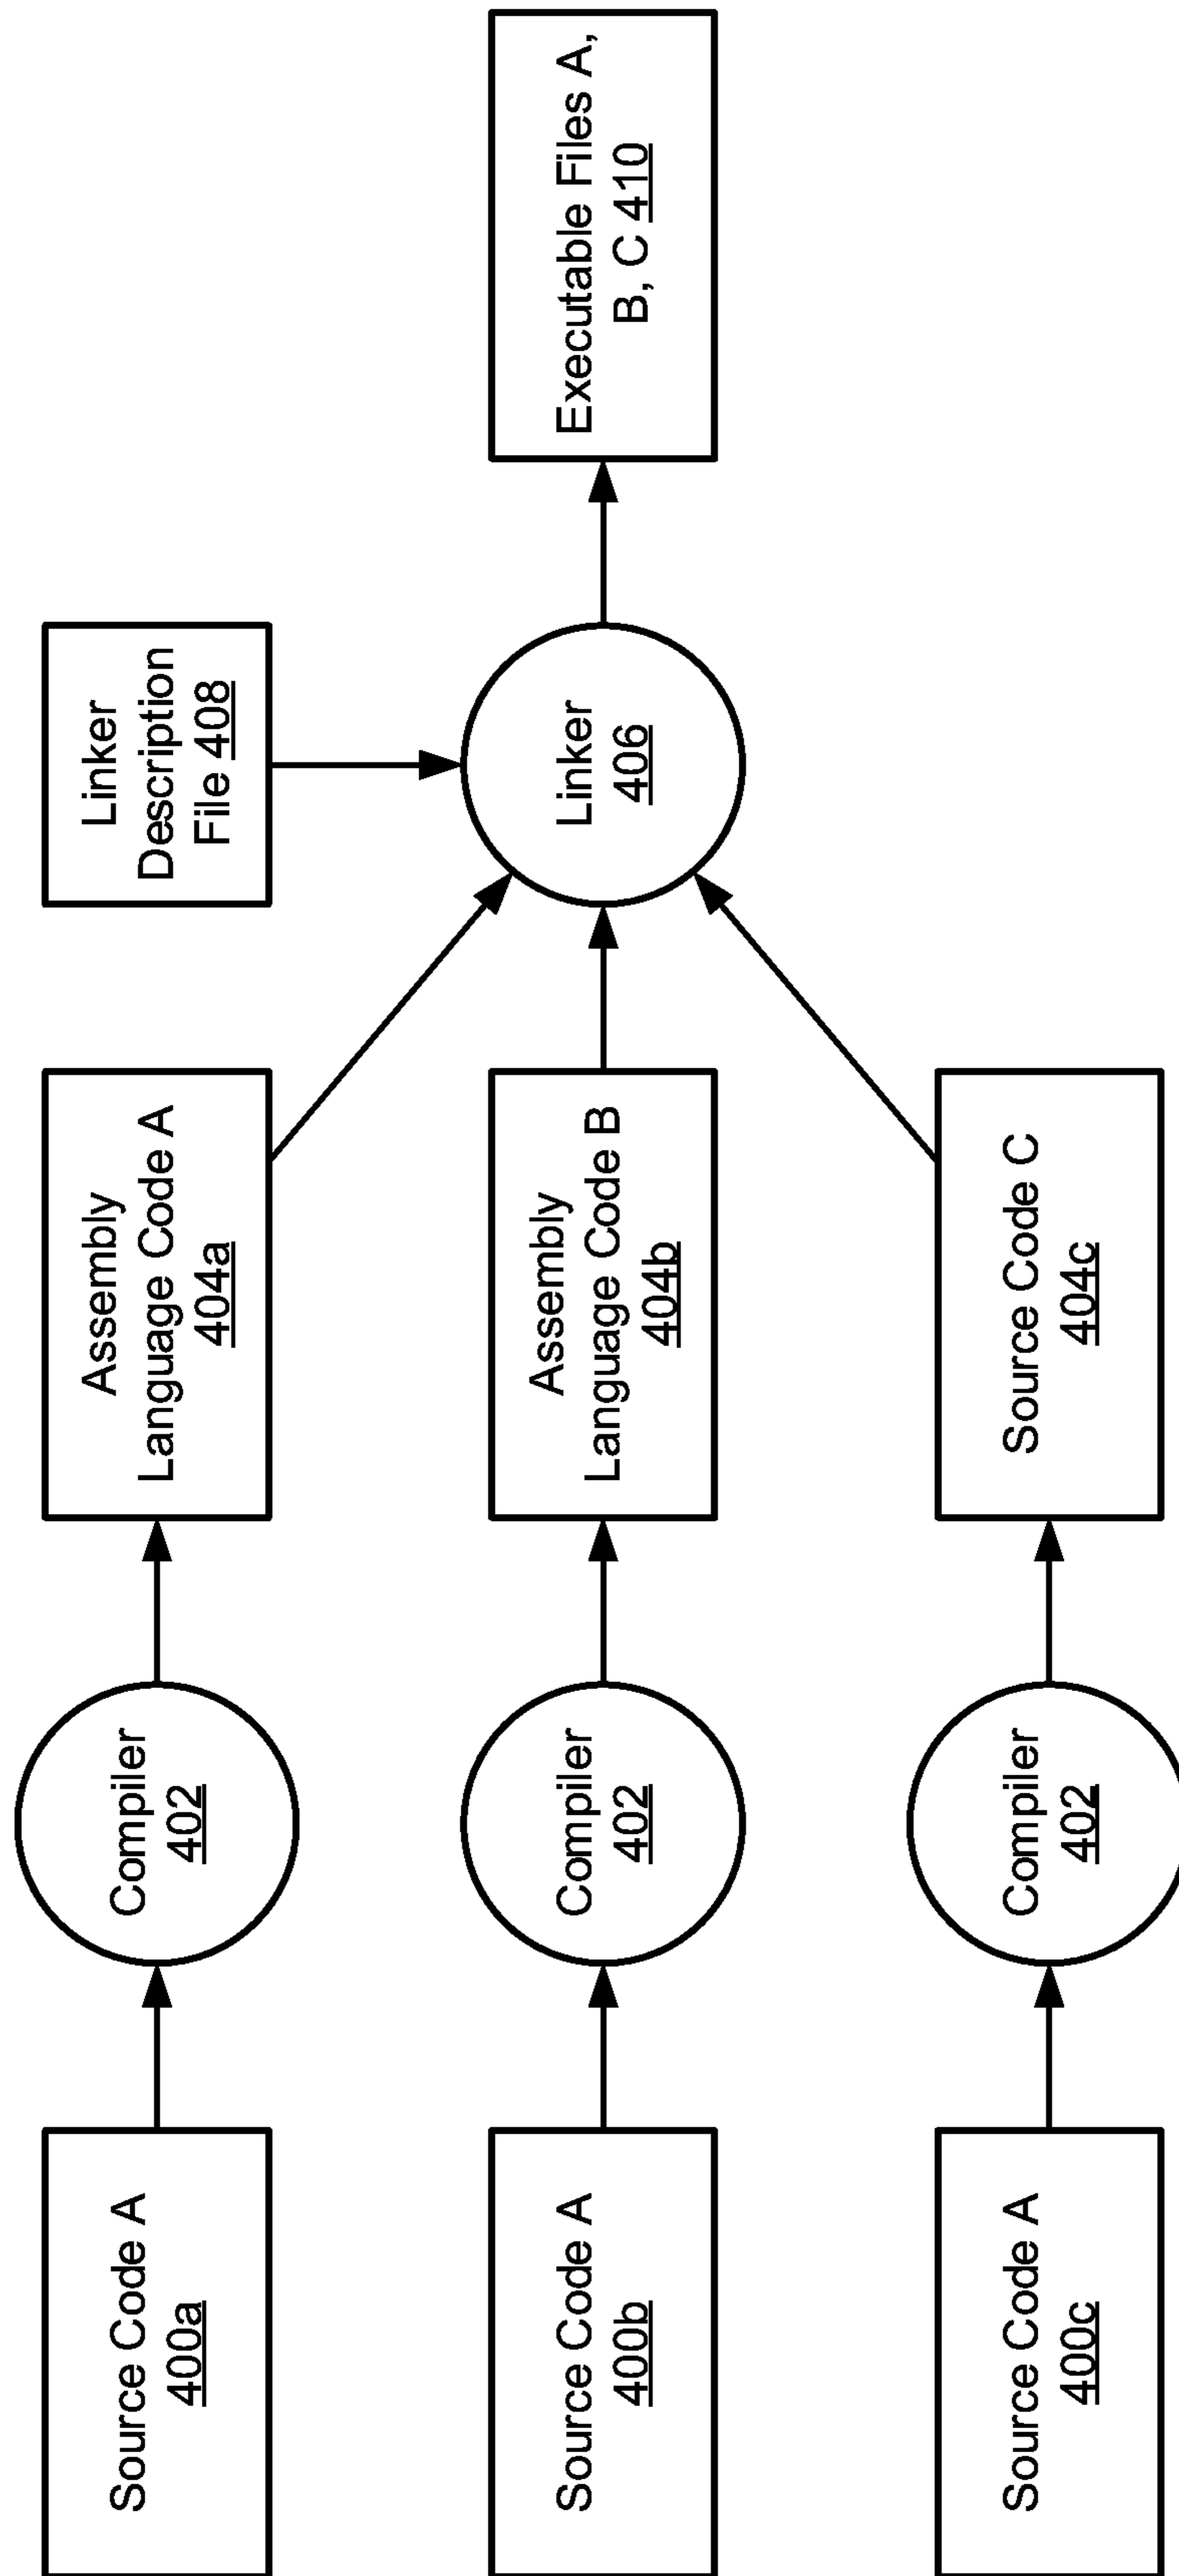 Source Code A
400a
Compiler
402
Assembly
Language Code A
404a
Linker
Description
File 408
Source Code A
400b
Compiler
402
Assembly
Language Code B
404b
Linker
406
Executable Files A,
B, C 410
Source Code A
400c
Compiler
402
Source Code C
404c